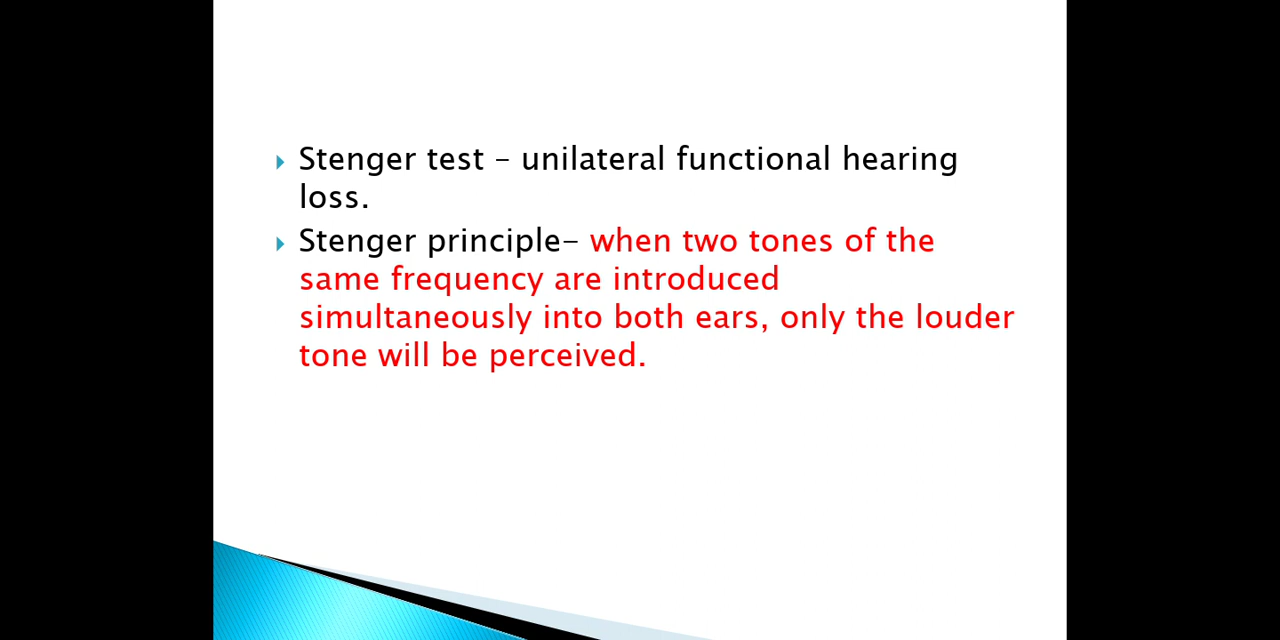 Stenger test – unilateral functional hearing
loss.
Stenger principle– when two tones of the
same frequency are introduced
simultaneously into both ears, only the louder
tone will be perceived.